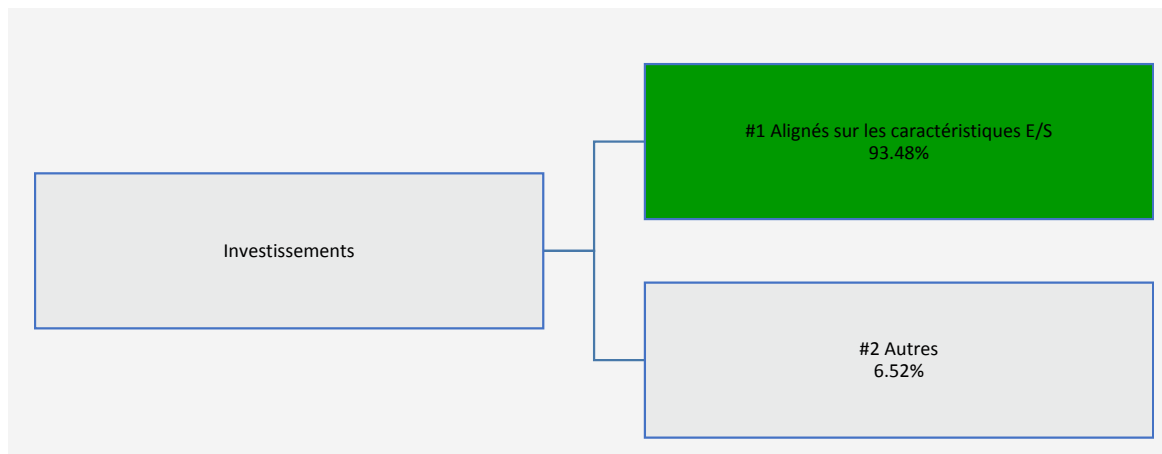 Investissements
#1 Alignés sur les caractéristiques E/S
93.48%
#2 Autres
6.52%